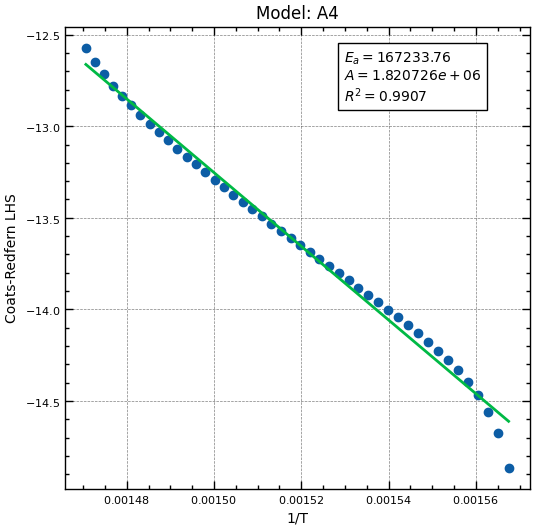 Model: A4
−12.5
−13.0
−13.5
−14.0
−14.5
Coats-Redfern LHS
E_a = 167233.76
A = 1.820726e + 06
R² = 0.9907
0.00148 0.00150 0.00152 0.00154 0.00156
1/T